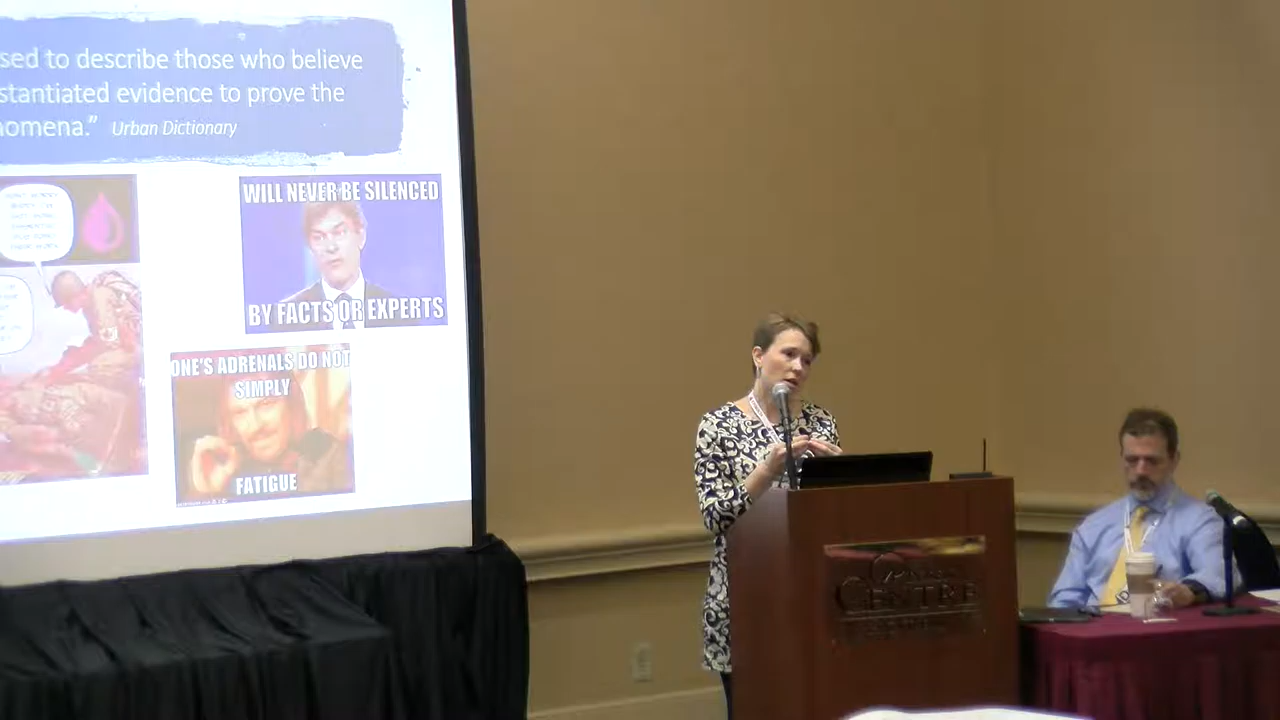 sed to describe those who believe
stantiated evidence to prove the
nomena.” Urban Dictionary
WILL NEVER BE SILENCED
BY FACTS OR EXPERTS
ONE'S ADRENALS DO NOT
SIMPLY
FATIGUE
CENTRE